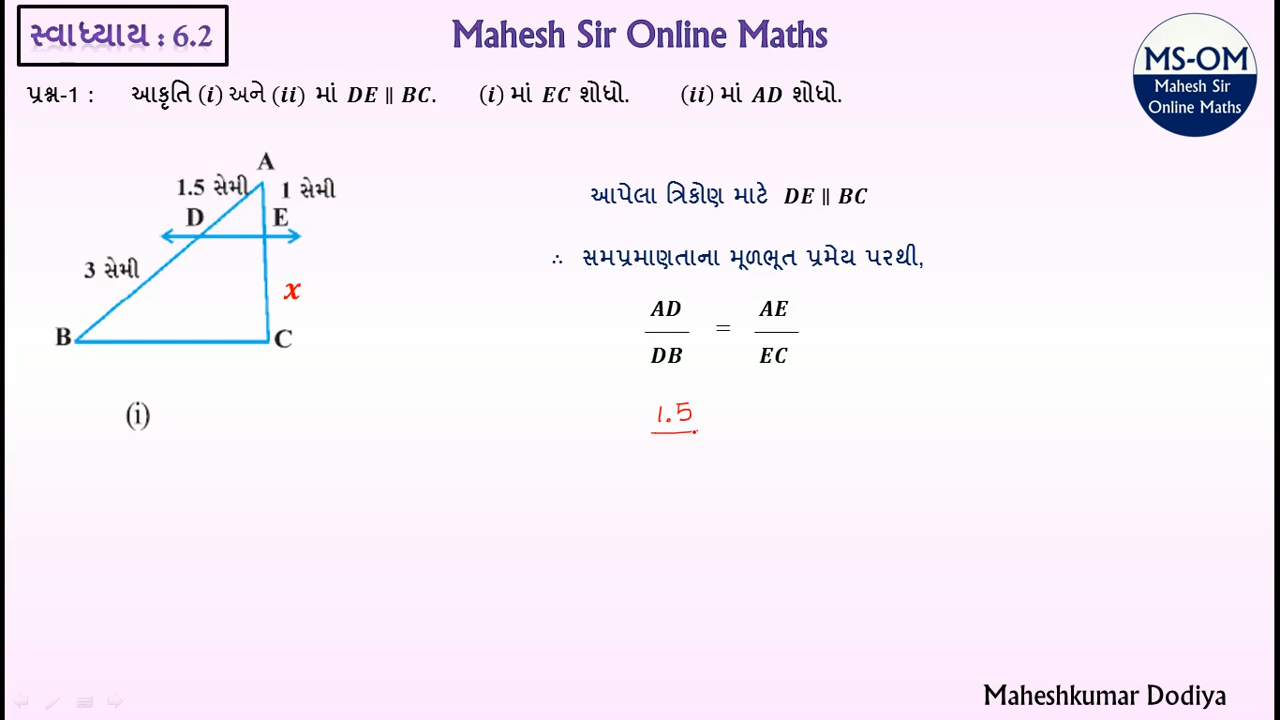 સ્વાધ્યાય : 6.2
Mahesh Sir Online Maths
MS-OM
Mahesh Sir
Online Maths
પ્રશ્ન-1 : આકૃતિ (i) અને (ii) માં DE ∥ BC. (i) માં EC શોધો. (ii) માં AD શોધો.
A
1.5 સેમી 1 સેમી
D E
3 સેમી
x
B C
(i)
આપેલા ત્રિકોણ માટે DE ∥ BC
∴ સમપ્રમાણતાના મૂળભૂત પ્રમેય પરથી,
AD/DB = AE/EC
1.5
Maheshkumar Dodiya